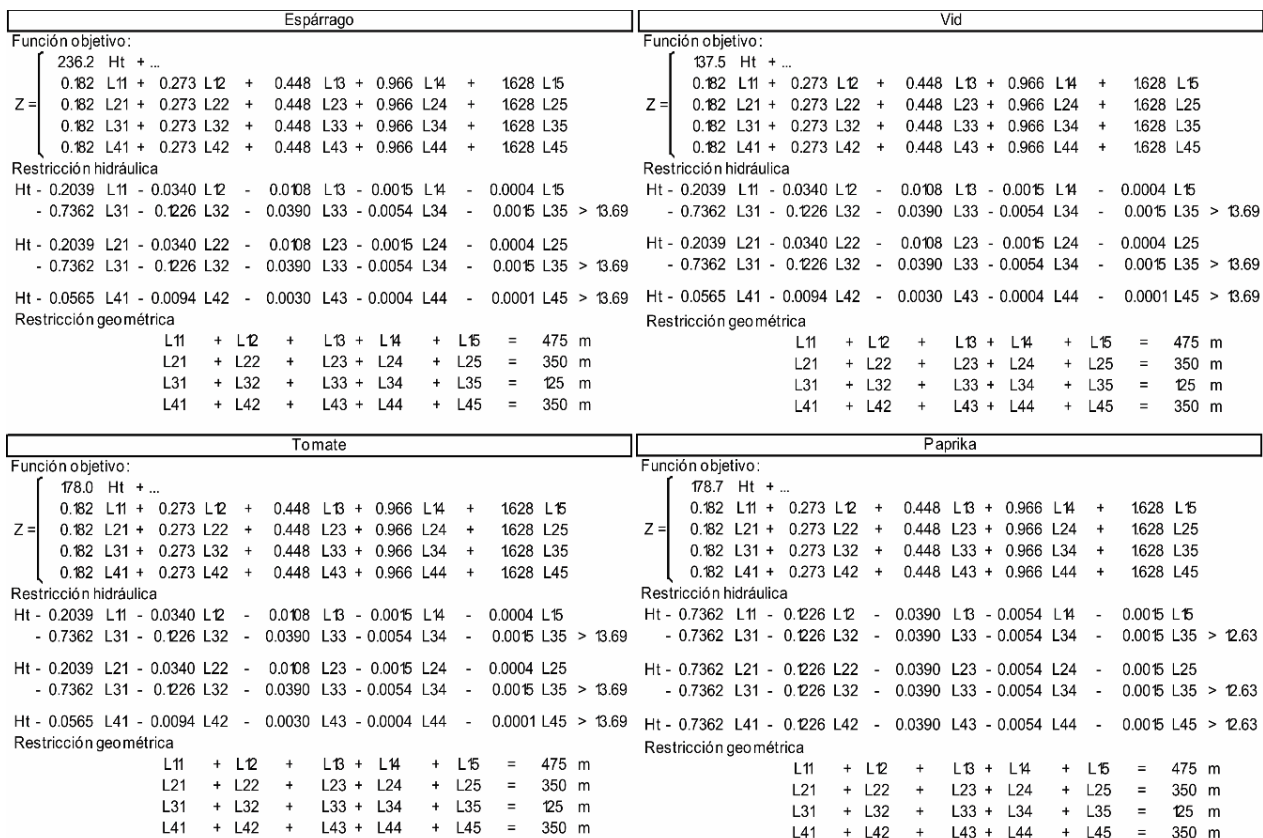 Espárrago
Función objetivo:
236.2 Ht + ...
0.182 L11 + 0.273 L12 + 0.448 L13 + 0.966 L14 + 1.628 L15
Z = 0.182 L21 + 0.273 L22 + 0.448 L23 + 0.966 L24 + 1.628 L25
0.182 L31 + 0.273 L32 + 0.448 L33 + 0.966 L34 + 1.628 L35
0.182 L41 + 0.273 L42 + 0.448 L43 + 0.966 L44 + 1.628 L45
Restricción hidráulica
Ht - 0.2039 L11 - 0.0340 L12 - 0.0108 L13 - 0.0015 L14 - 0.0004 L15
- 0.7362 L31 - 0.1226 L32 - 0.0390 L33 - 0.0054 L34 - 0.0015 L35 > 13.69
Ht - 0.2039 L21 - 0.0340 L22 - 0.0108 L23 - 0.0015 L24 - 0.0004 L25
- 0.7362 L31 - 0.1226 L32 - 0.0390 L33 - 0.0054 L34 - 0.0015 L35 > 13.69
Ht - 0.0565 L41 - 0.0094 L42 - 0.0030 L43 - 0.0004 L44 - 0.0001 L45 > 13.69
Restricción geométrica
L11 + L12 + L13 + L14 + L15 = 475 m
L21 + L22 + L23 + L24 + L25 = 350 m
L31 + L32 + L33 + L34 + L35 = 125 m
L41 + L42 + L43 + L44 + L45 = 350 m
Vid
Función objetivo:
137.5 Ht + ...
0.182 L11 + 0.273 L12 + 0.448 L13 + 0.966 L14 + 1.628 L15
Z = 0.182 L21 + 0.273 L22 + 0.448 L23 + 0.966 L24 + 1.628 L25
0.182 L31 + 0.273 L32 + 0.448 L33 + 0.966 L34 + 1.628 L35
0.182 L41 + 0.273 L42 + 0.448 L43 + 0.966 L44 + 1.628 L45
Restricción hidráulica
Ht - 0.2039 L11 - 0.0340 L12 - 0.0108 L13 - 0.0015 L14 - 0.0004 L15
- 0.7362 L31 - 0.1226 L32 - 0.0390 L33 - 0.0054 L34 - 0.0015 L35 > 13.69
Ht - 0.2039 L21 - 0.0340 L22 - 0.0108 L23 - 0.0015 L24 - 0.0004 L25
- 0.7362 L31 - 0.1226 L32 - 0.0390 L33 - 0.0054 L34 - 0.0015 L35 > 13.69
Ht - 0.0565 L41 - 0.0094 L42 - 0.0030 L43 - 0.0004 L44 - 0.0001 L45 > 13.69
Restricción geométrica
L11 + L12 + L13 + L14 + L15 = 475 m
L21 + L22 + L23 + L24 + L25 = 350 m
L31 + L32 + L33 + L34 + L35 = 125 m
L41 + L42 + L43 + L44 + L45 = 350 m
Tomate
Función objetivo:
178.0 Ht + ...
0.182 L11 + 0.273 L12 + 0.448 L13 + 0.966 L14 + 1.628 L15
Z = 0.182 L21 + 0.273 L22 + 0.448 L23 + 0.966 L24 + 1.628 L25
0.182 L31 + 0.273 L32 + 0.448 L33 + 0.966 L34 + 1.628 L35
0.182 L41 + 0.273 L42 + 0.448 L43 + 0.966 L44 + 1.628 L45
Restricción hidráulica
Ht - 0.2039 L11 - 0.0340 L12 - 0.0108 L13 - 0.0015 L14 - 0.0004 L15
- 0.7362 L31 - 0.1226 L32 - 0.0390 L33 - 0.0054 L34 - 0.0015 L35 > 13.69
Ht - 0.2039 L21 - 0.0340 L22 - 0.0108 L23 - 0.0015 L24 - 0.0004 L25
- 0.7362 L31 - 0.1226 L32 - 0.0390 L33 - 0.0054 L34 - 0.0015 L35 > 13.69
Ht - 0.0565 L41 - 0.0094 L42 - 0.0030 L43 - 0.0004 L44 - 0.0001 L45 > 13.69
Restricción geométrica
L11 + L12 + L13 + L14 + L15 = 475 m
L21 + L22 + L23 + L24 + L25 = 350 m
L31 + L32 + L33 + L34 + L35 = 125 m
L41 + L42 + L43 + L44 + L45 = 350 m
Paprika
Función objetivo:
178.7 Ht + ...
0.182 L11 + 0.273 L12 + 0.448 L13 + 0.966 L14 + 1.628 L15
Z = 0.182 L21 + 0.273 L22 + 0.448 L23 + 0.966 L24 + 1.628 L25
0.182 L31 + 0.273 L32 + 0.448 L33 + 0.966 L34 + 1.628 L35
0.182 L41 + 0.273 L42 + 0.448 L43 + 0.966 L44 + 1.628 L45
Restricción hidráulica
Ht - 0.7362 L11 - 0.1226 L12 - 0.0390 L13 - 0.0054 L14 - 0.0015 L15
- 0.7362 L31 - 0.1226 L32 - 0.0390 L33 - 0.0054 L34 - 0.0015 L35 > 12.63
Ht - 0.7362 L21 - 0.1226 L22 - 0.0390 L23 - 0.0054 L24 - 0.0015 L25
- 0.7362 L31 - 0.1226 L32 - 0.0390 L33 - 0.0054 L34 - 0.0015 L35 > 12.63
Ht - 0.7362 L41 - 0.1226 L42 - 0.0390 L43 - 0.0054 L44 - 0.0015 L45 > 12.63
Restricción geométrica
L11 + L12 + L13 + L14 + L15 = 475 m
L21 + L22 + L23 + L24 + L25 = 350 m
L31 + L32 + L33 + L34 + L35 = 125 m
L41 + L42 + L43 + L44 + L45 = 350 m